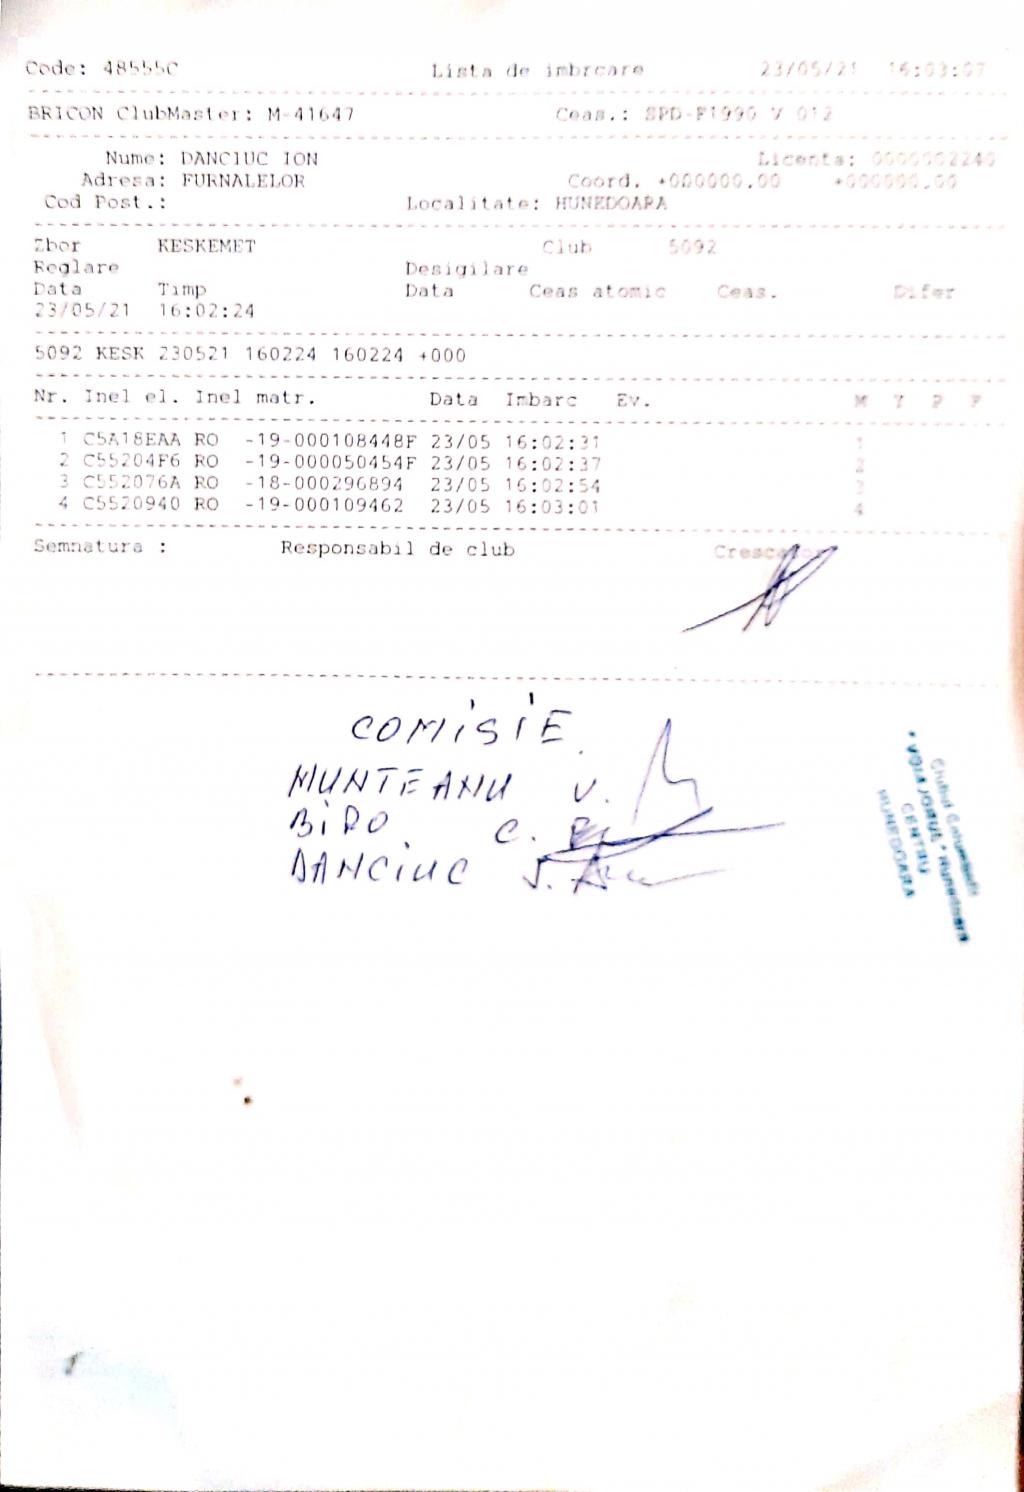 Code: 48555C Lista de imbrcare 23/05/21 16:03:07
BRICON ClubMaster: M-41647 Ceas.: SPD-F1990 V 012
Nume: DANCIUC ION Licenta: 0000002240
Adresa: FURNALELOR Coord. +000000.00 +000000.00
Cod Post.: Localitate: HUNEDOARA
Zbor KESKEMET Club 5092
Reglare Desigilare
Data Timp Data Ceas atomic Ceas. Difer
23/05/21 16:02:24
5092 KESK 230521 160224 160224 +000
Nr. Inel el. Inel matr. Data Imbarc Ev. M T P F
1 C5A18EAA RO -19-000108448F 23/05 16:02:31 1
2 C55204F6 RO -19-000050454F 23/05 16:02:37 2
3 C552076A RO -18-000296894 23/05 16:02:54 3
4 C5520940 RO -19-000109462 23/05 16:03:01 4
Semnatura : Responsabil de club Crescator
COMISIE
MUNTEANU V.
BIRO C.
DANCIUC J.
Clubul Columbofil
"VOIAJORUL" Hunedoara
CENTRU
HUNEDOARA